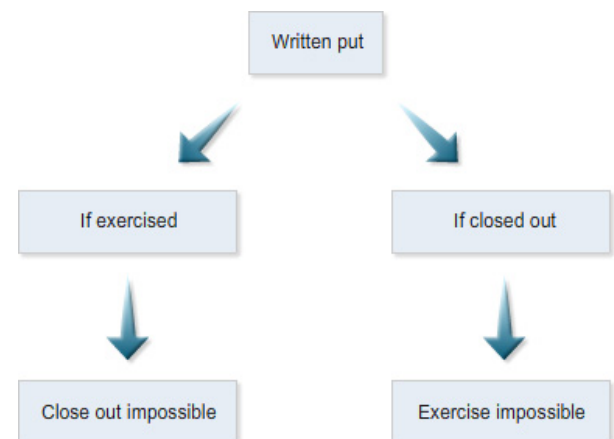 Written put
If exercised
If closed out
Close out impossible
Exercise impossible